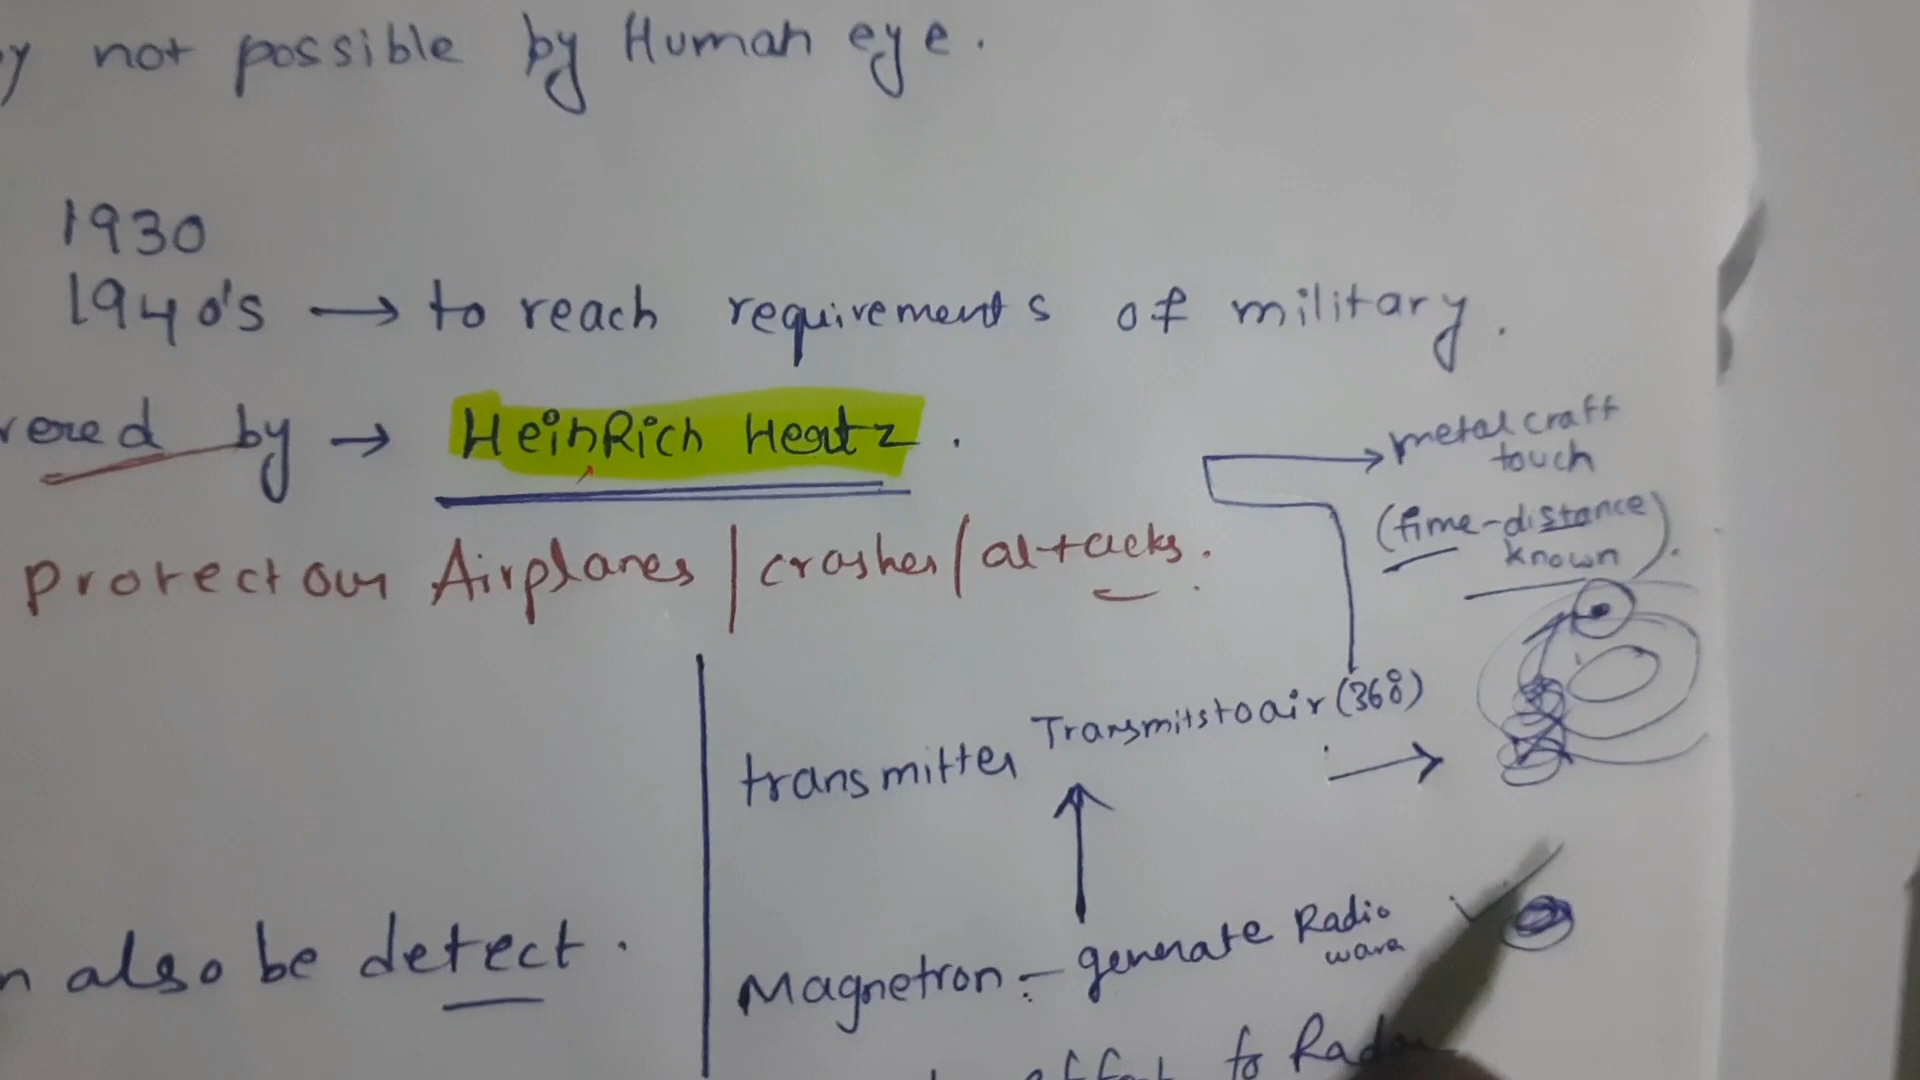 not possible by Human eye.
1930
1940's → to reach requirements of military.
by → HeinRich Heatz.
metal craft
touch
(time-distance
known).
protect our Airplanes / crashes / attacks.
Transmits to air (360)
transmitter
Magnetron :- generate Radio
wave
also be detect.
to Radar